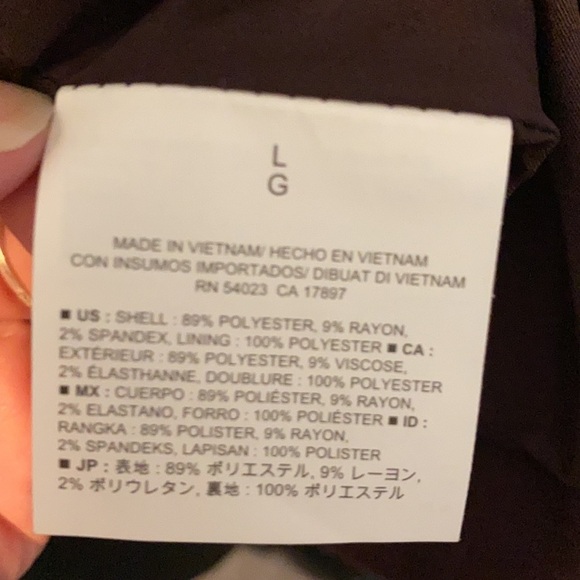 L
G
MADE IN VIETNAM/ HECHO EN VIETNAM
CON INSUMOS IMPORTADOS/ DIBUAT DI VIETNAM
RN 54023 CA 17897
■ US : SHELL : 89% POLYESTER, 9% RAYON,
2% SPANDEX, LINING : 100% POLYESTER ■ CA :
EXTÉRIEUR : 89% POLYESTER, 9% VISCOSE,
2% ÉLASTHANNE, DOUBLURE : 100% POLYESTER
■ MX : CUERPO : 89% POLIÉSTER, 9% RAYON,
2% ELASTANO, FORRO : 100% POLIÉSTER ■ ID :
RANGKA : 89% POLISTER, 9% RAYON,
2% SPANDEKS, LAPISAN : 100% POLISTER
■ JP : 表地 : 89% ポリエステル, 9% レーヨン,
2% ポリウレタン, 裏地 : 100% ポリエステル